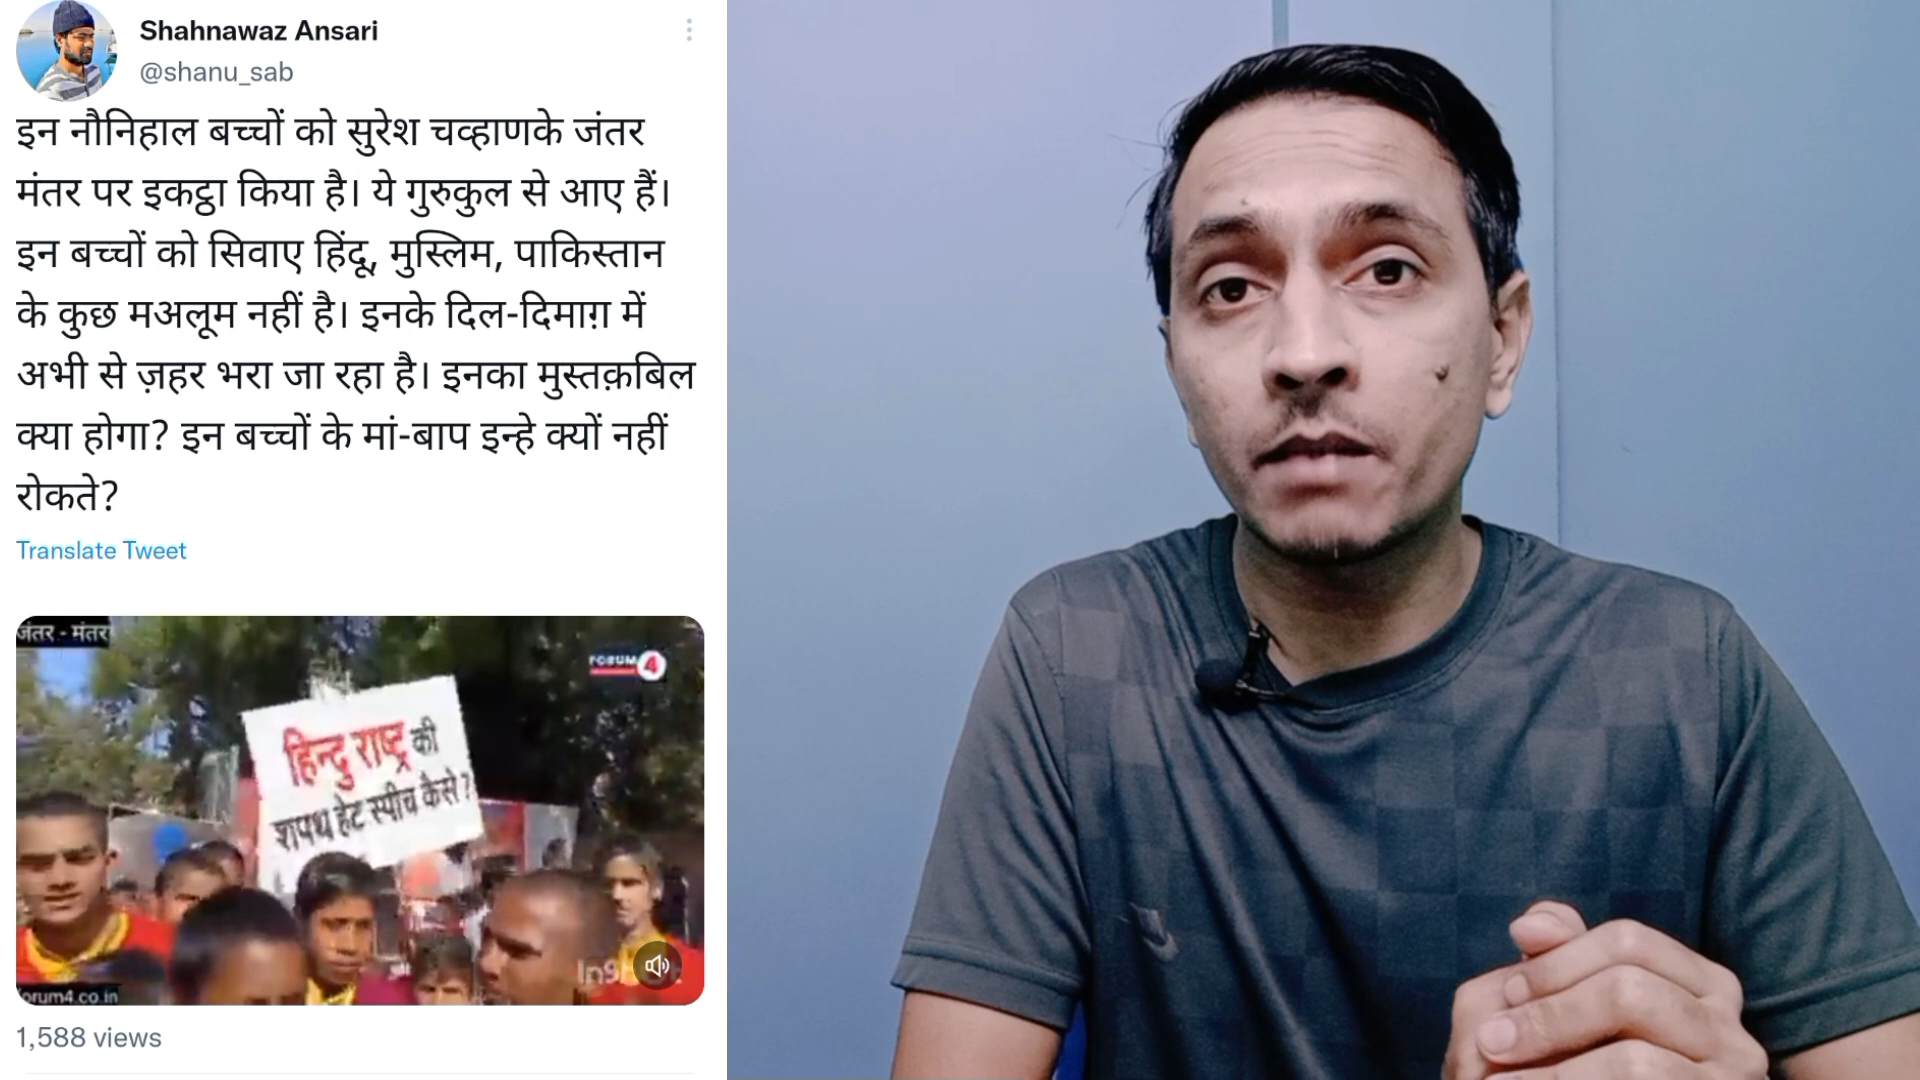 Shahnawaz Ansari
@shanu_sab
इन नौनिहाल बच्चों को सुरेश चव्हाणके जंतर
मंतर पर इकट्ठा किया है। ये गुरुकुल से आए हैं।
इन बच्चों को सिवाए हिंदू, मुस्लिम, पाकिस्तान
के कुछ मअलूम नहीं है। इनके दिल-दिमाग़ में
अभी से ज़हर भरा जा रहा है। इनका मुस्तक़बिल
क्या होगा? इन बच्चों के मां-बाप इन्हे क्यों नहीं
रोकते?
Translate Tweet
जंतर - मंतर
FORUM 4
हिन्दु राष्ट्र की
शपथ हेट स्पीच कैसे?
orum4.co.in
1,588 views